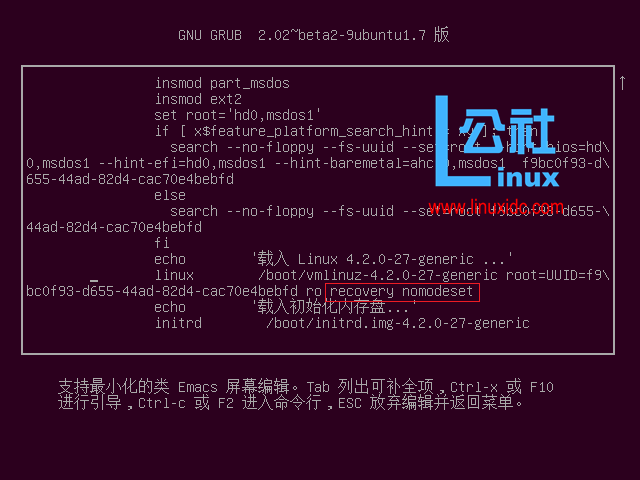 GNU GRUB 2.02~beta2-9ubuntu1.7 版
insmod part_msdos
insmod ext2
set root='hd0,msdos1'
if [ x$feature_platform_search_hint = xy ]; then
search --no-floppy --fs-uuid --set=root --hint-bios=hd\
0,msdos1 --hint-efi=hd0,msdos1 --hint-baremetal=ahci0,msdos1 f9bc0f93-d\
655-44ad-82d4-cac70e4bebfd
else
search --no-floppy --fs-uuid --set=root f9bc0f93-d655-\
44ad-82d4-cac70e4bebfd
fi
echo '载入 Linux 4.2.0-27-generic ...'
linux /boot/vmlinuz-4.2.0-27-generic root=UUID=f9\
bc0f93-d655-44ad-82d4-cac70e4bebfd ro recovery nomodeset
echo '载入初始化内存盘...'
initrd /boot/initrd.img-4.2.0-27-generic
支持最小化的类 Emacs 屏幕编辑。Tab 列出可补全项,Ctrl-x 或 F10
进行引导,Ctrl-c 或 F2 进入命令行,ESC 放弃编辑并返回菜单。
Linux公社
www.linuxidc.com